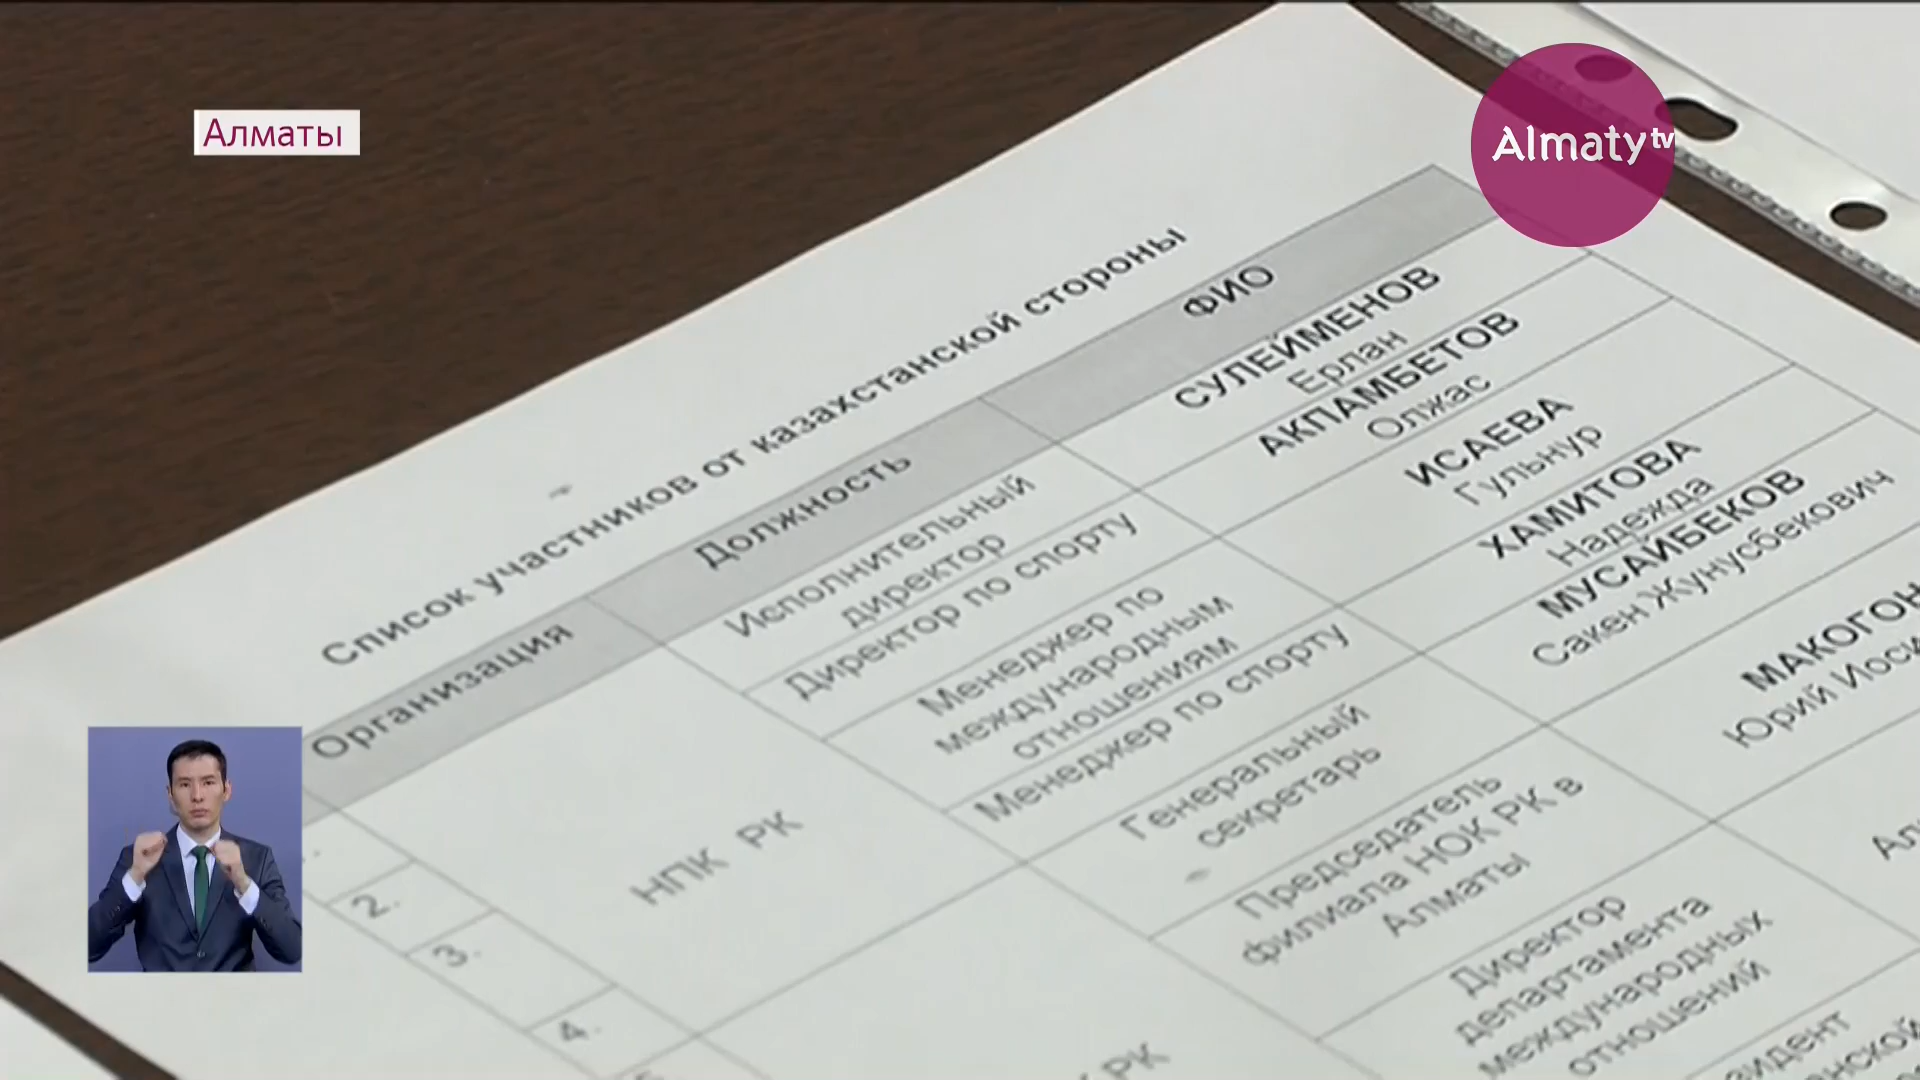 Алматы
Almaty tv
Список участников от казахстанской стороны
Организация
Должность
ФИО
2.
3.
4.
НПК РК
Исполнительный
директор
СУЛЕЙМЕНОВ
Ерлан
Директор по спорту
АКПАМБЕТОВ
Олжас
Менеджер по
международным
отношениям
ИСАЕВА
Гульнур
Менеджер по спорту
ХАМИТОВА
Надежда
РК
Генеральный
секретарь
МУСАЙБЕКОВ
Сакен Жунусбекович
Председатель
филиала НОК РК в
Алматы
МАКОГОН
Юрий
Директор
департамента
международных
отношений